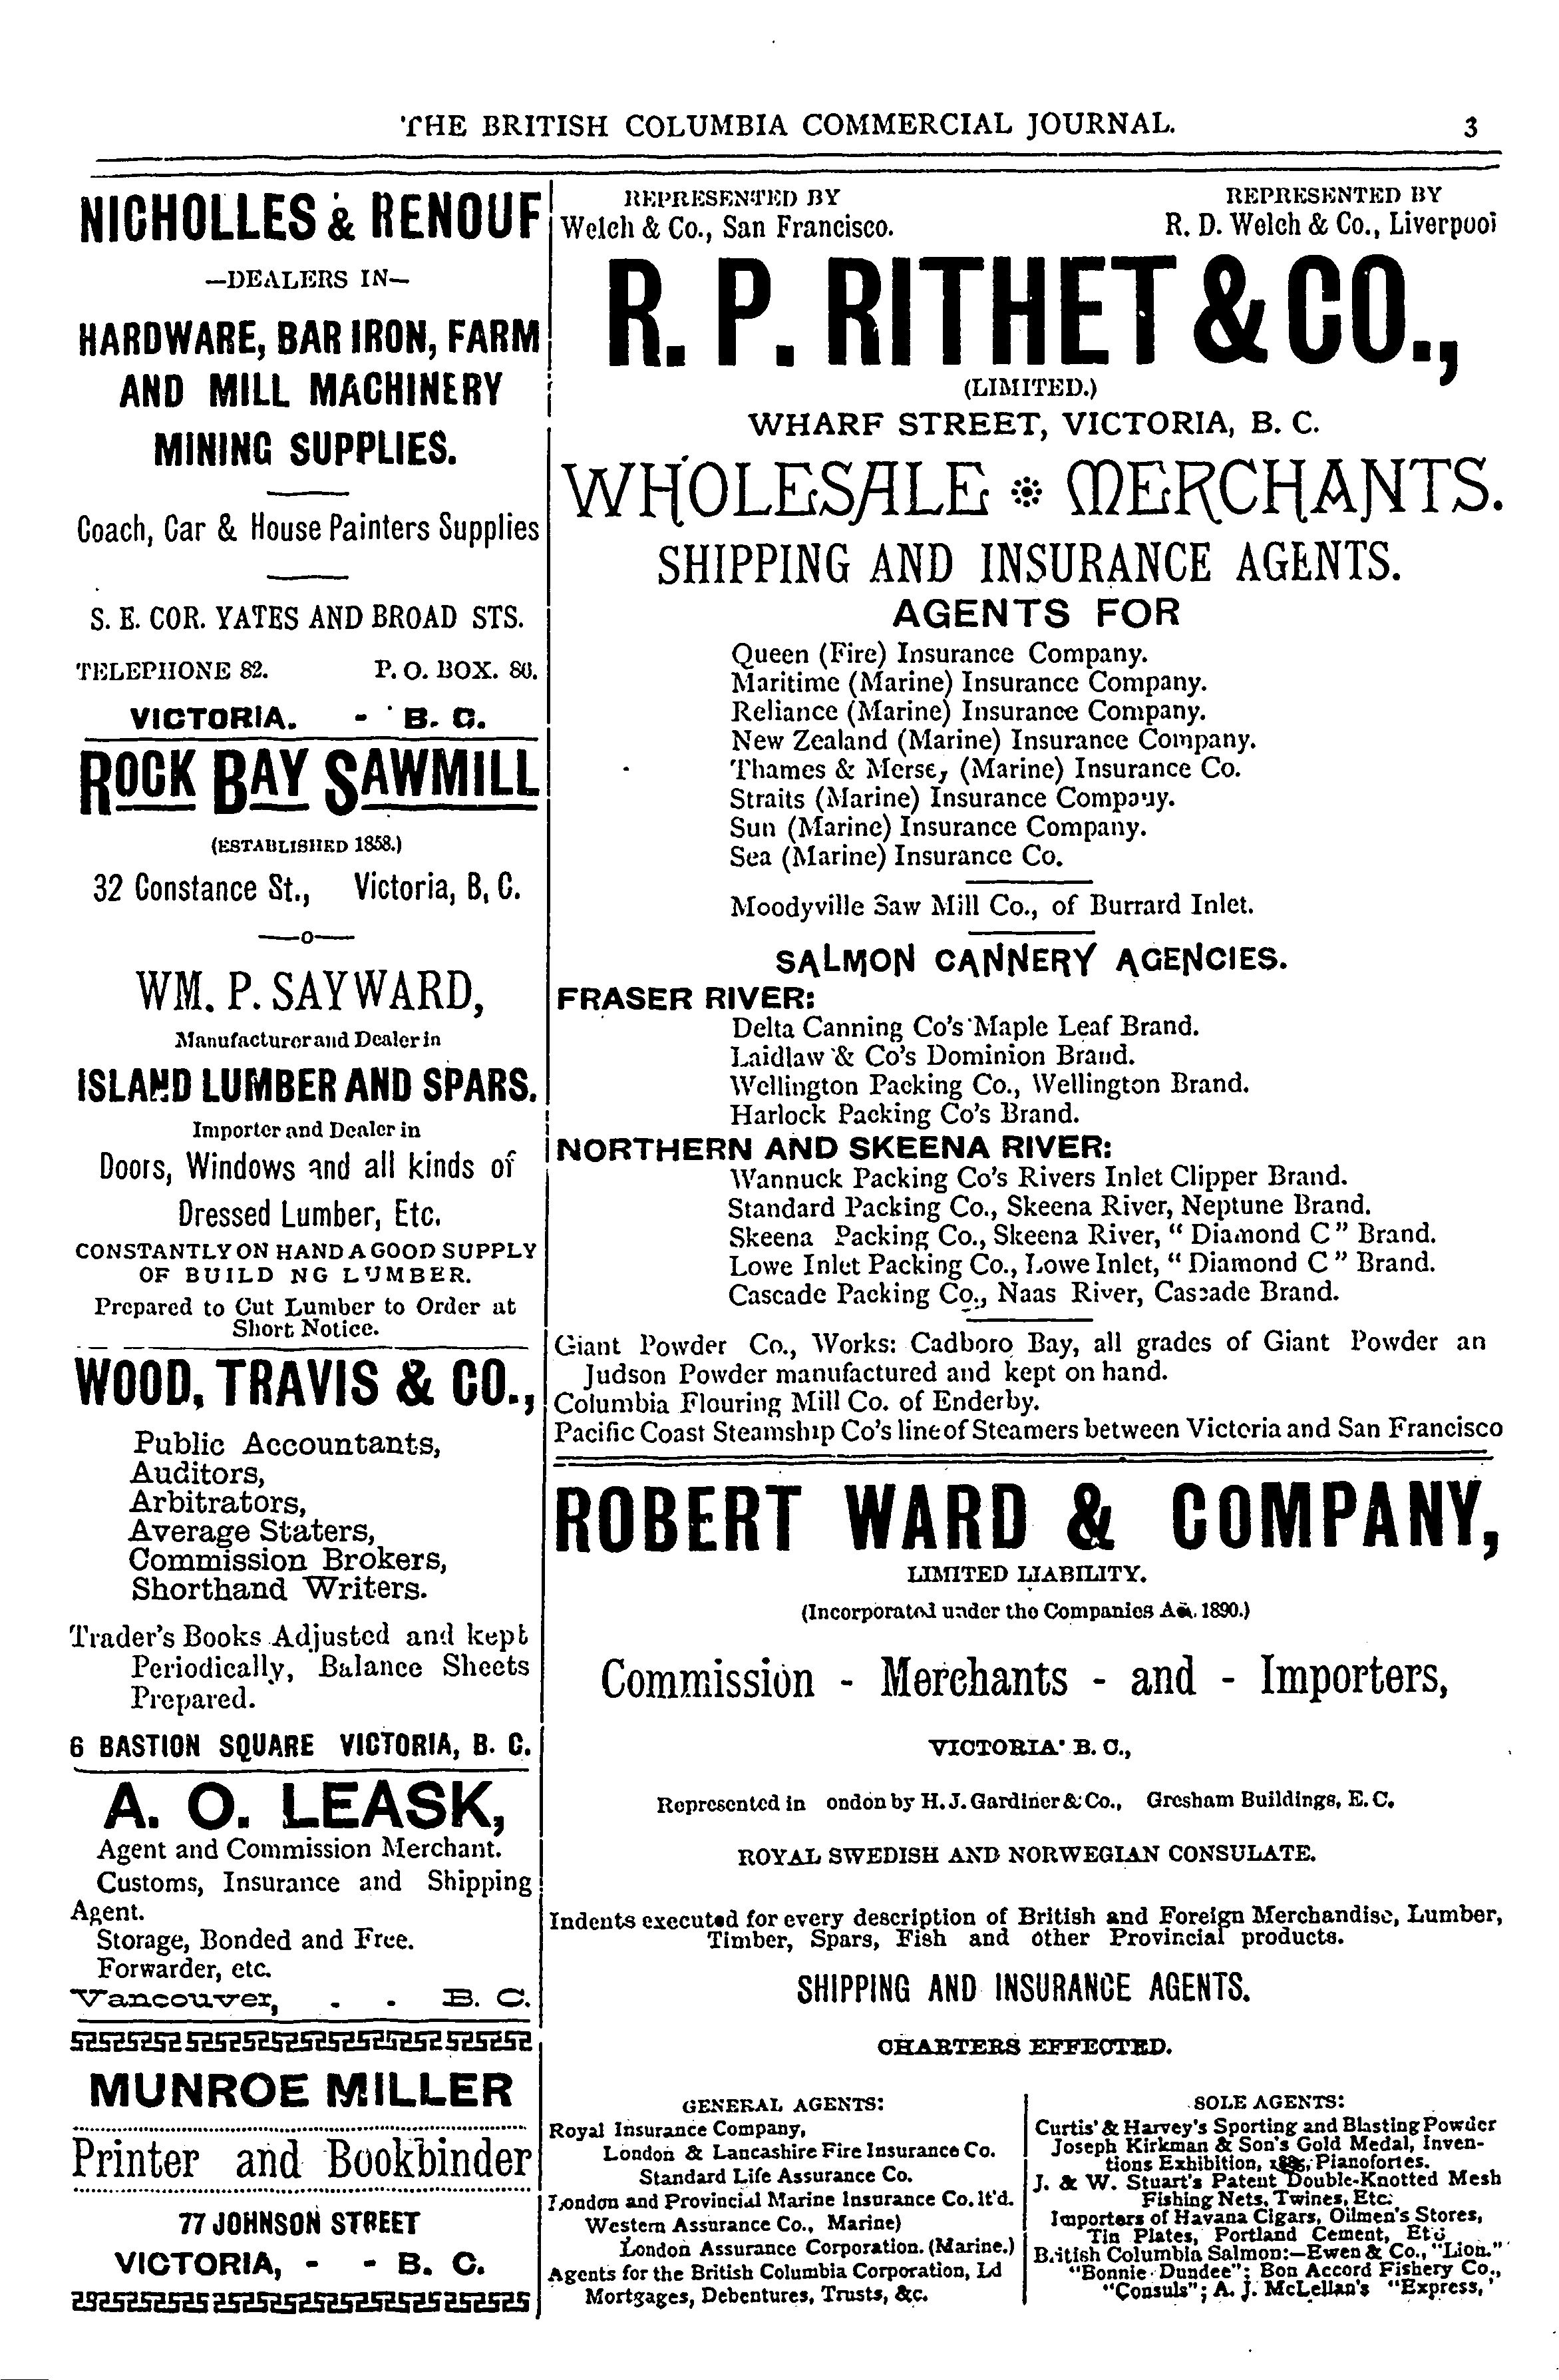 THE BRITISH COLUMBIA COMMERCIAL JOURNAL. 3
NICHOLLES & RENOUF
—DEALERS IN—
HARDWARE, BAR IRON, FARM
AND MILL MACHINERY
MINING SUPPLIES.
Coach, Car & House Painters Supplies
S. E. COR. YATES AND BROAD STS.
TELEPHONE 82. P. O. BOX. 80.
VICTORIA. - B. C.
ROCK BAY SAWMILL
(ESTABLISHED 1858.)
32 Constance St., Victoria, B, C.
—o—
WM. P. SAYWARD,
Manufacturer and Dealer in
ISLAND LUMBER AND SPARS.
Importer and Dealer in
Doors, Windows and all kinds of
Dressed Lumber, Etc.
CONSTANTLY ON HAND A GOOD SUPPLY
OF BUILD NG LUMBER.
Prepared to Cut Lumber to Order at
Short Notice.
WOOD, TRAVIS & CO.,
Public Accountants,
Auditors,
Arbitrators,
Average Staters,
Commission Brokers,
Shorthand Writers.
Trader's Books Adjusted and kept
Periodically, Balance Sheets
Prepared.
6 BASTION SQUARE VICTORIA, B. C.
A. O. LEASK,
Agent and Commission Merchant.
Customs, Insurance and Shipping
Agent.
Storage, Bonded and Free.
Forwarder, etc.
Vancouver, - - B. C.
MUNROE MILLER
Printer and Bookbinder
77 JOHNSON STREET
VICTORIA, - - B. C.
REPRESENTED BY REPRESENTED BY
Welch & Co., San Francisco. R. D. Welch & Co., Liverpool
R. P. RITHET & CO.,
(LIMITED.)
WHARF STREET, VICTORIA, B. C.
WHOLESALE MERCHANTS.
SHIPPING AND INSURANCE AGENTS.
AGENTS FOR
Queen (Fire) Insurance Company.
Maritime (Marine) Insurance Company.
Reliance (Marine) Insurance Company.
New Zealand (Marine) Insurance Company.
Thames & Mersey (Marine) Insurance Co.
Straits (Marine) Insurance Company.
Sun (Marine) Insurance Company.
Sea (Marine) Insurance Co.
Moodyville Saw Mill Co., of Burrard Inlet.
SALMON CANNERY AGENCIES.
FRASER RIVER:
Delta Canning Co's Maple Leaf Brand.
Laidlaw & Co's Dominion Brand.
Wellington Packing Co., Wellington Brand.
Harlock Packing Co's Brand.
NORTHERN AND SKEENA RIVER:
Wannuck Packing Co's Rivers Inlet Clipper Brand.
Standard Packing Co., Skeena River, Neptune Brand.
Skeena Packing Co., Skeena River, "Diamond C" Brand.
Lowe Inlet Packing Co., Lowe Inlet, "Diamond C" Brand.
Cascade Packing Co., Naas River, Cascade Brand.
Giant Powder Co., Works: Cadboro Bay, all grades of Giant Powder an
Judson Powder manufactured and kept on hand.
Columbia Flouring Mill Co. of Enderby.
Pacific Coast Steamship Co's line of Steamers between Victoria and San Francisco
ROBERT WARD & COMPANY,
LIMITED LIABILITY.
(Incorporated under the Companies Act. 1890.)
Commission - Merchants - and - Importers,
VICTORIA' B. C.,
Represented in ondon by H. J. Gardiner & Co., Gresham Buildings, E. C.
ROYAL SWEDISH AND NORWEGIAN CONSULATE.
Indents executed for every description of British and Foreign Merchandise, Lumber,
Timber, Spars, Fish and other Provincial products.
SHIPPING AND INSURANCE AGENTS.
CHARTERS EFFECTED.
GENERAL AGENTS:
Royal Insurance Company,
London & Lancashire Fire Insurance Co.
Standard Life Assurance Co.
London and Provincial Marine Insurance Co. lt'd.
Western Assurance Co., Marine)
London Assurance Corporation. (Marine.)
Agents for the British Columbia Corporation, Ld
Mortgages, Debentures, Trusts, &c.
SOLE AGENTS:
Curtis' & Harvey's Sporting and Blasting Powder
Joseph Kirkman & Son's Gold Medal, Inven-
tions Exhibition, Pianofortes.
J. & W. Stuart's Patent Double-Knotted Mesh
Fishing Nets, Twines, Etc.
Importers of Havana Cigars, Oilmen's Stores,
Tin Plates, Portland Cement, Etc
British Columbia Salmon:—Ewen & Co., "Lion."
"Bonnie Dundee"; Bon Accord Fishery Co.,
"Consuls"; A. J. McLellan's "Express,'